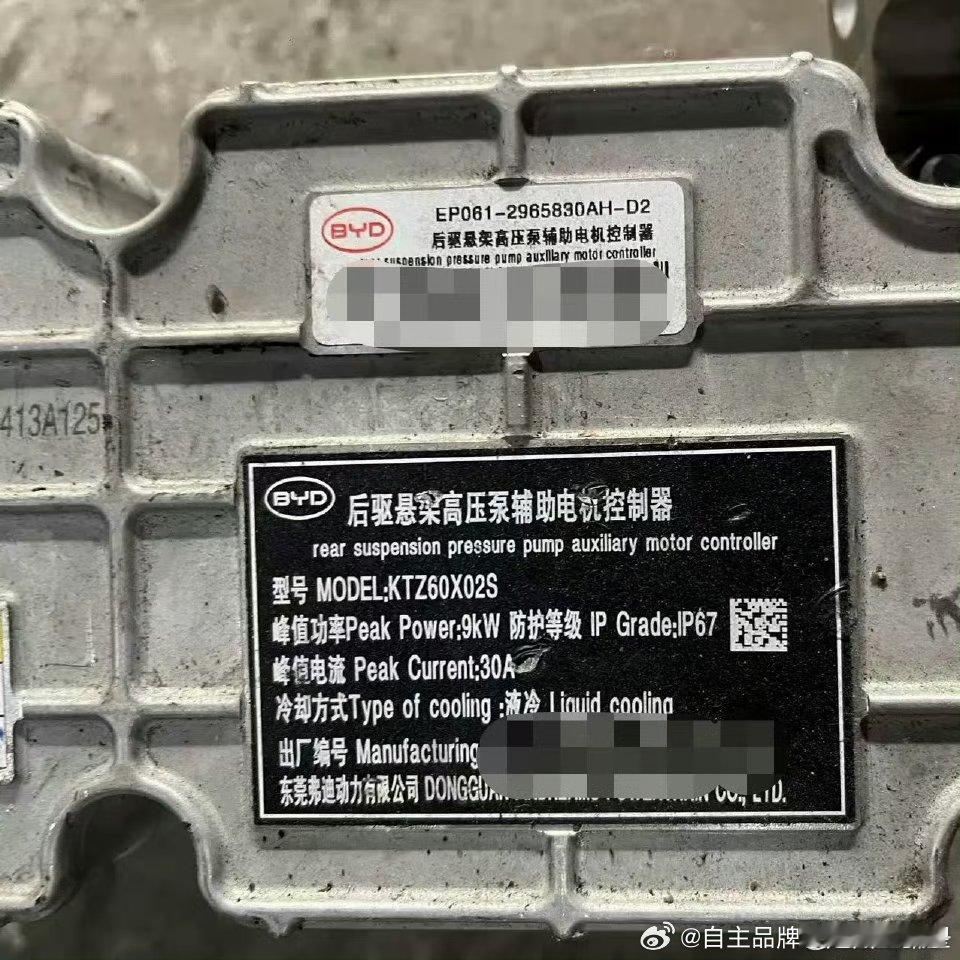 BYD
EP061-2965830AH-D2
后驱悬架高压泵辅助电机控制器
suspension pressure pump auxiliary motor controller
413A125
BYD
后驱悬架高压泵辅助电机控制器
rear suspension pressure pump auxiliary motor controller
型号 MODEL:KTZ60X02S
峰值功率Peak Power:9kW 防护等级 IP Grade:IP67
峰值电流 Peak Current:30A
冷却方式Type of cooling :液冷 Liquid cooling
出厂编号 Manufacturing
东莞弗迪动力有限公司 DONGGUAN CO., LTD.
@自主品牌